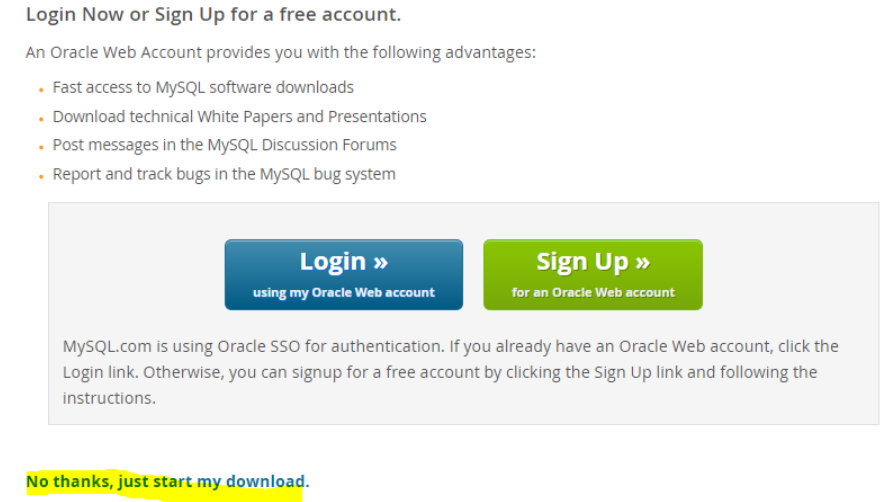 Login Now or Sign Up for a free account.
An Oracle Web Account provides you with the following advantages:
• Fast access to MySQL software downloads
• Download technical White Papers and Presentations
• Post messages in the MySQL Discussion Forums
• Report and track bugs in the MySQL bug system
Login »
using my Oracle Web account
Sign Up »
for an Oracle Web account
MySQL.com is using Oracle SSO for authentication. If you already have an Oracle Web account, click the
Login link. Otherwise, you can signup for a free account by clicking the Sign Up link and following the
instructions.
No thanks, just start my download.